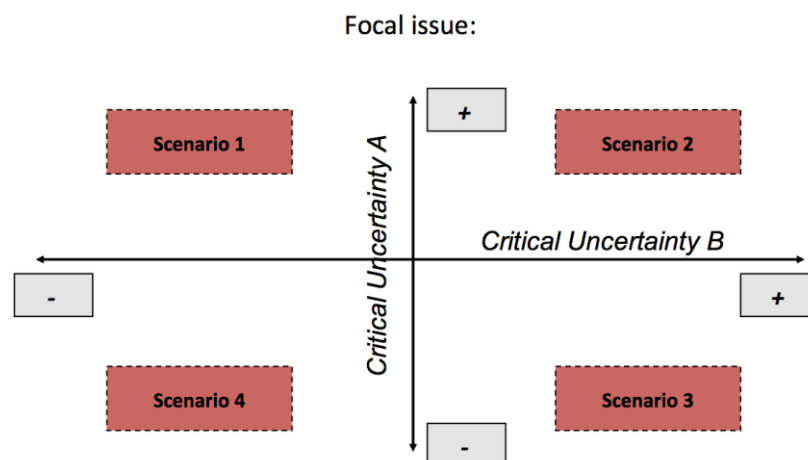 Focal issue:
+
Scenario 1
Scenario 2
Critical Uncertainty A
Critical Uncertainty B
-
+
Scenario 4
Scenario 3
-